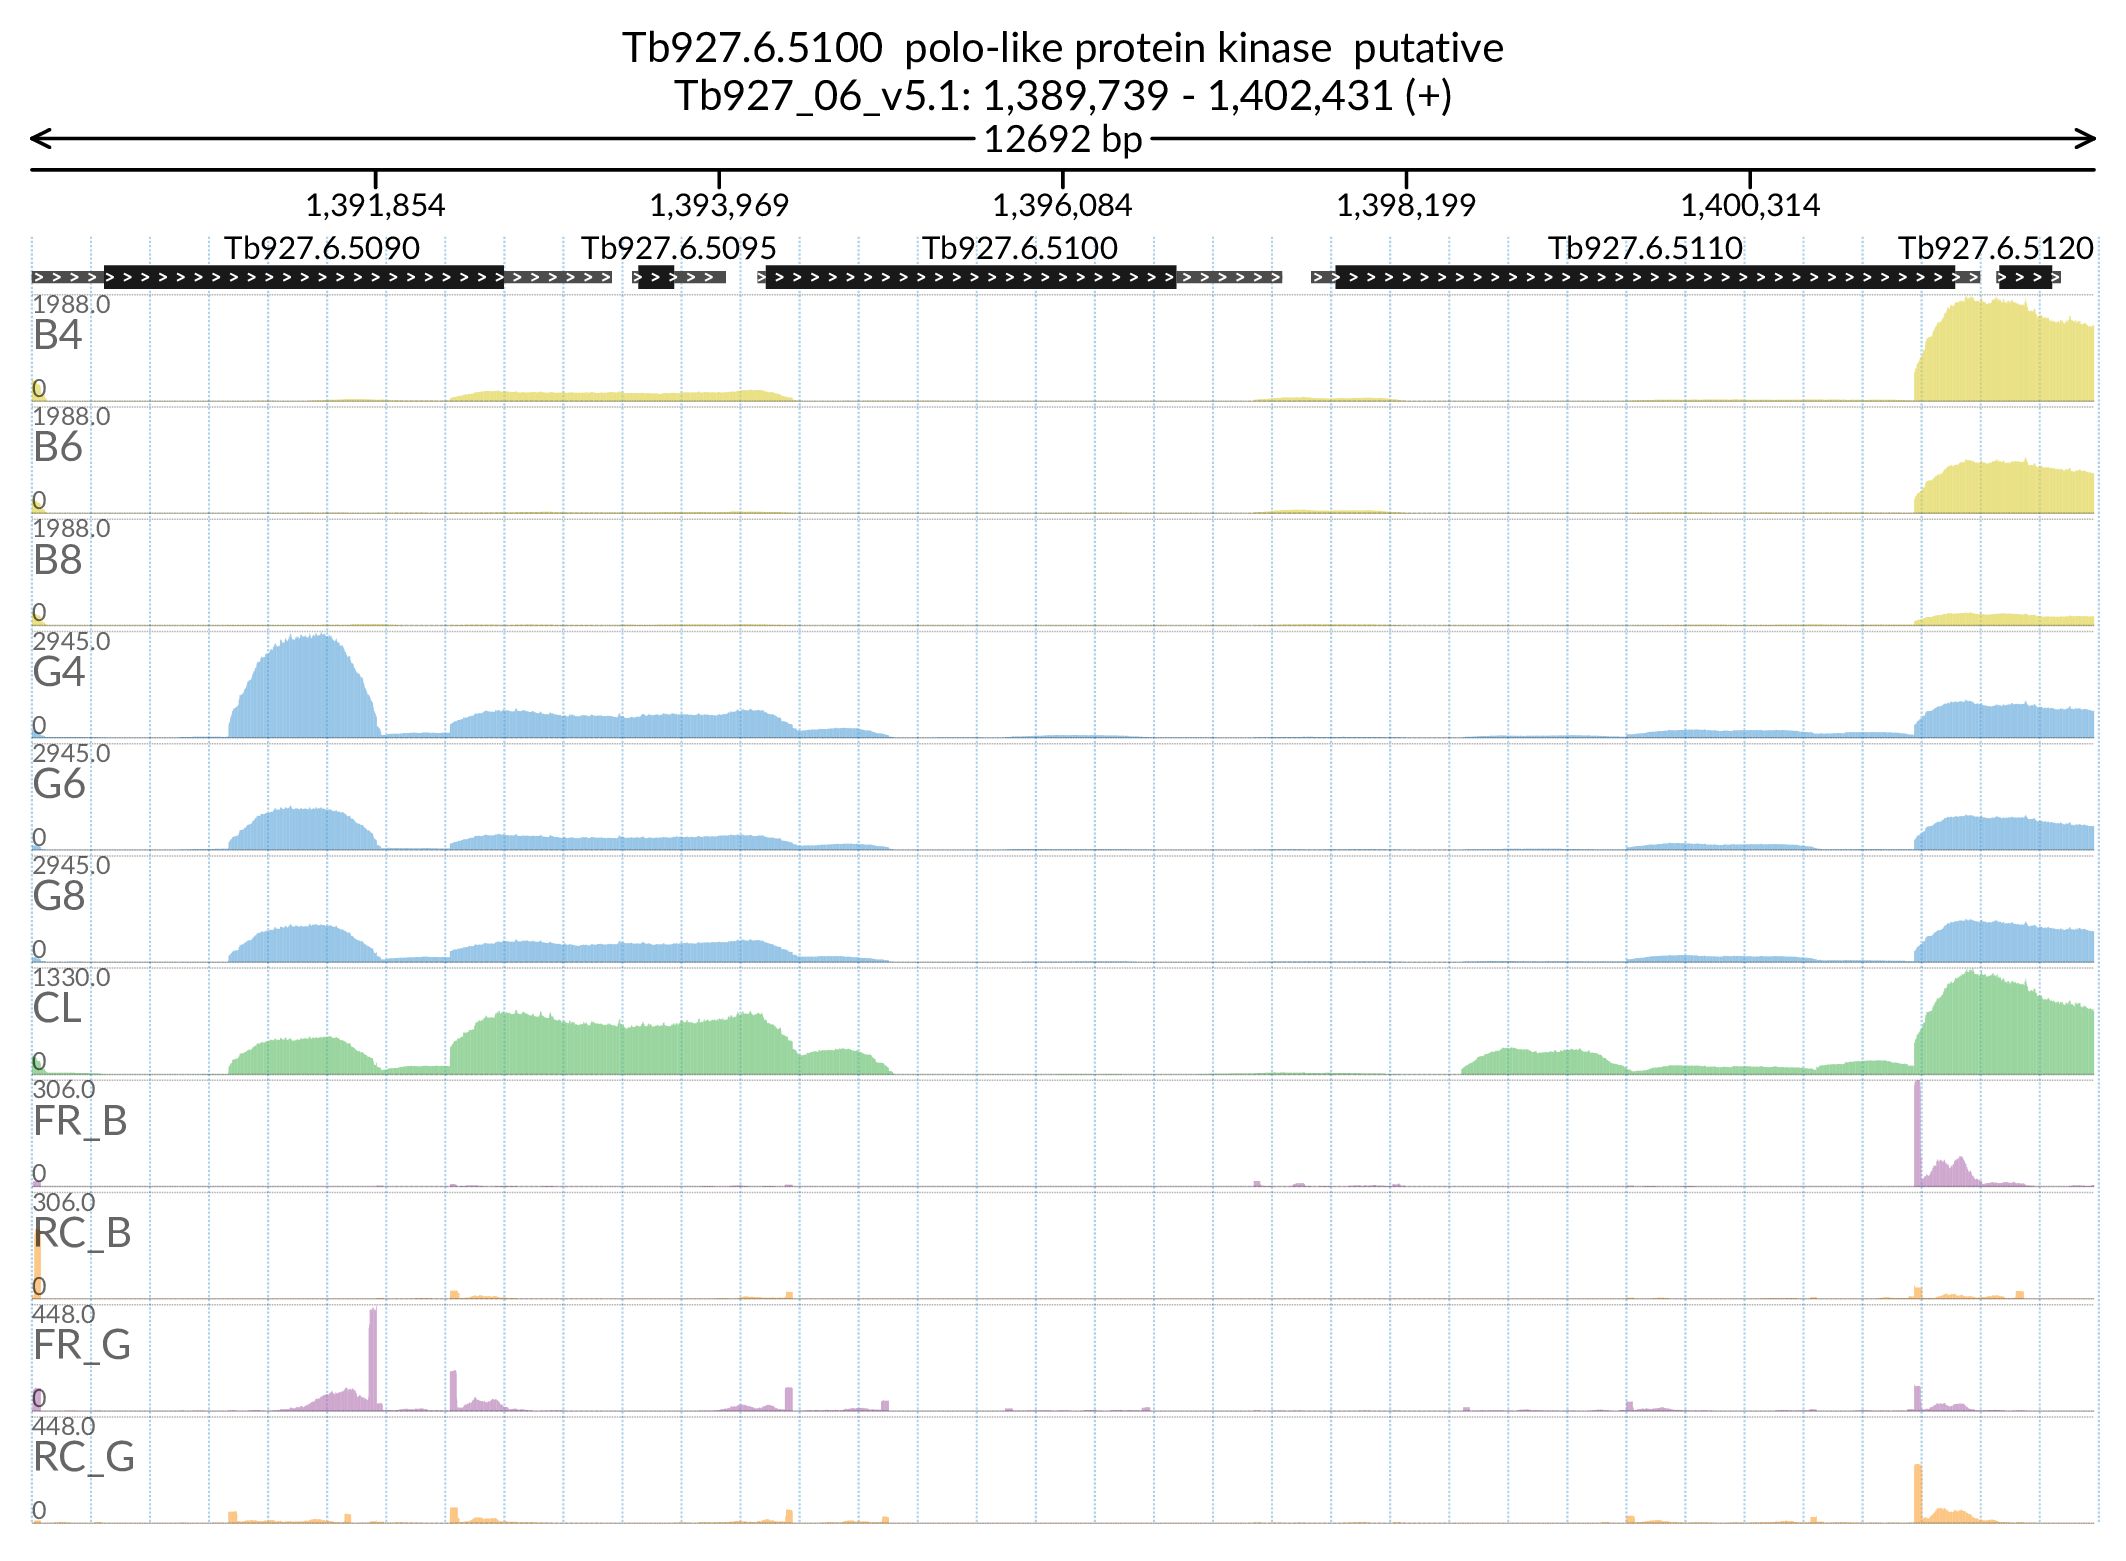 Tb927.6.5100  polo-like protein kinase  putative
Tb927_06_v5.1: 1,389,739 - 1,402,431 (+)
12692 bp
1,391,854 1,393,969 1,396,084 1,398,199 1,400,314
Tb927.6.5090 Tb927.6.5095 Tb927.6.5100 Tb927.6.5110 Tb927.6.5120
1988.0
B4
0
1988.0
B6
0
1988.0
B8
0
2945.0
G4
0
2945.0
G6
0
2945.0
G8
0
1330.0
CL
0
306.0
FR_B
0
306.0
RC_B
0
448.0
FR_G
0
448.0
RC_G
0